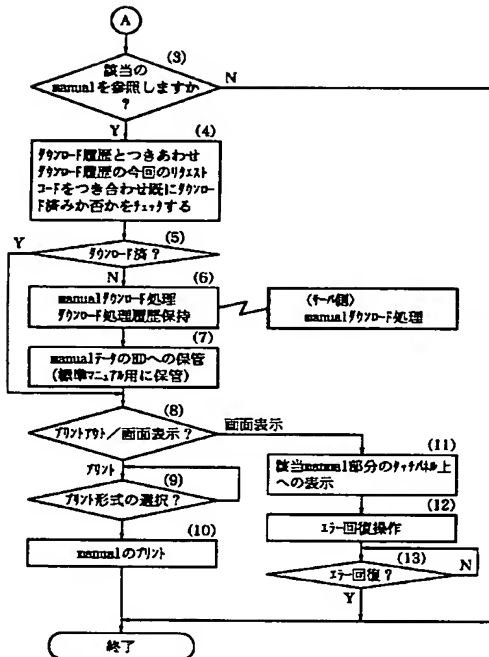 A
(3)
該当の
manualを参照しますか
?
N
Y
(4)
ﾀﾞｳﾝﾛｰﾄﾞ履歴とつきあわせ
ﾀﾞｳﾝﾛｰﾄﾞ履歴の今回のﾘｸｴｽﾄ
ｺｰﾄﾞをつき合わせ既にﾀﾞｳﾝﾛｰ
ﾄﾞ済みか否かをﾁｪｯｸする
(5)
Y
ﾀﾞｳﾝﾛｰﾄﾞ済?
N
(6)
manualﾀﾞｳﾝﾛｰﾄﾞ処理
ﾀﾞｳﾝﾛｰﾄﾞ処理履歴保持
manualﾀﾞｳﾝﾛｰﾄﾞ処理
(7)
manualﾃﾞｰﾀのHDへの保管
(標準ﾏﾆｭｱﾙ用に保管)
(8)
ﾌﾟﾘﾝﾄｱｳﾄ/画面表示?
画面表示
ﾌﾟﾘﾝﾄ
(9)
ﾌﾟﾘﾝﾄ形式の選択?
(10)
manualのﾌﾟﾘﾝﾄ
(11)
該当manual部分のﾀｯﾁﾊﾟﾈﾙ上
への表示
(12)
ｴﾗｰ回復操作
(13)
ｴﾗｰ回復?
N
Y
終了